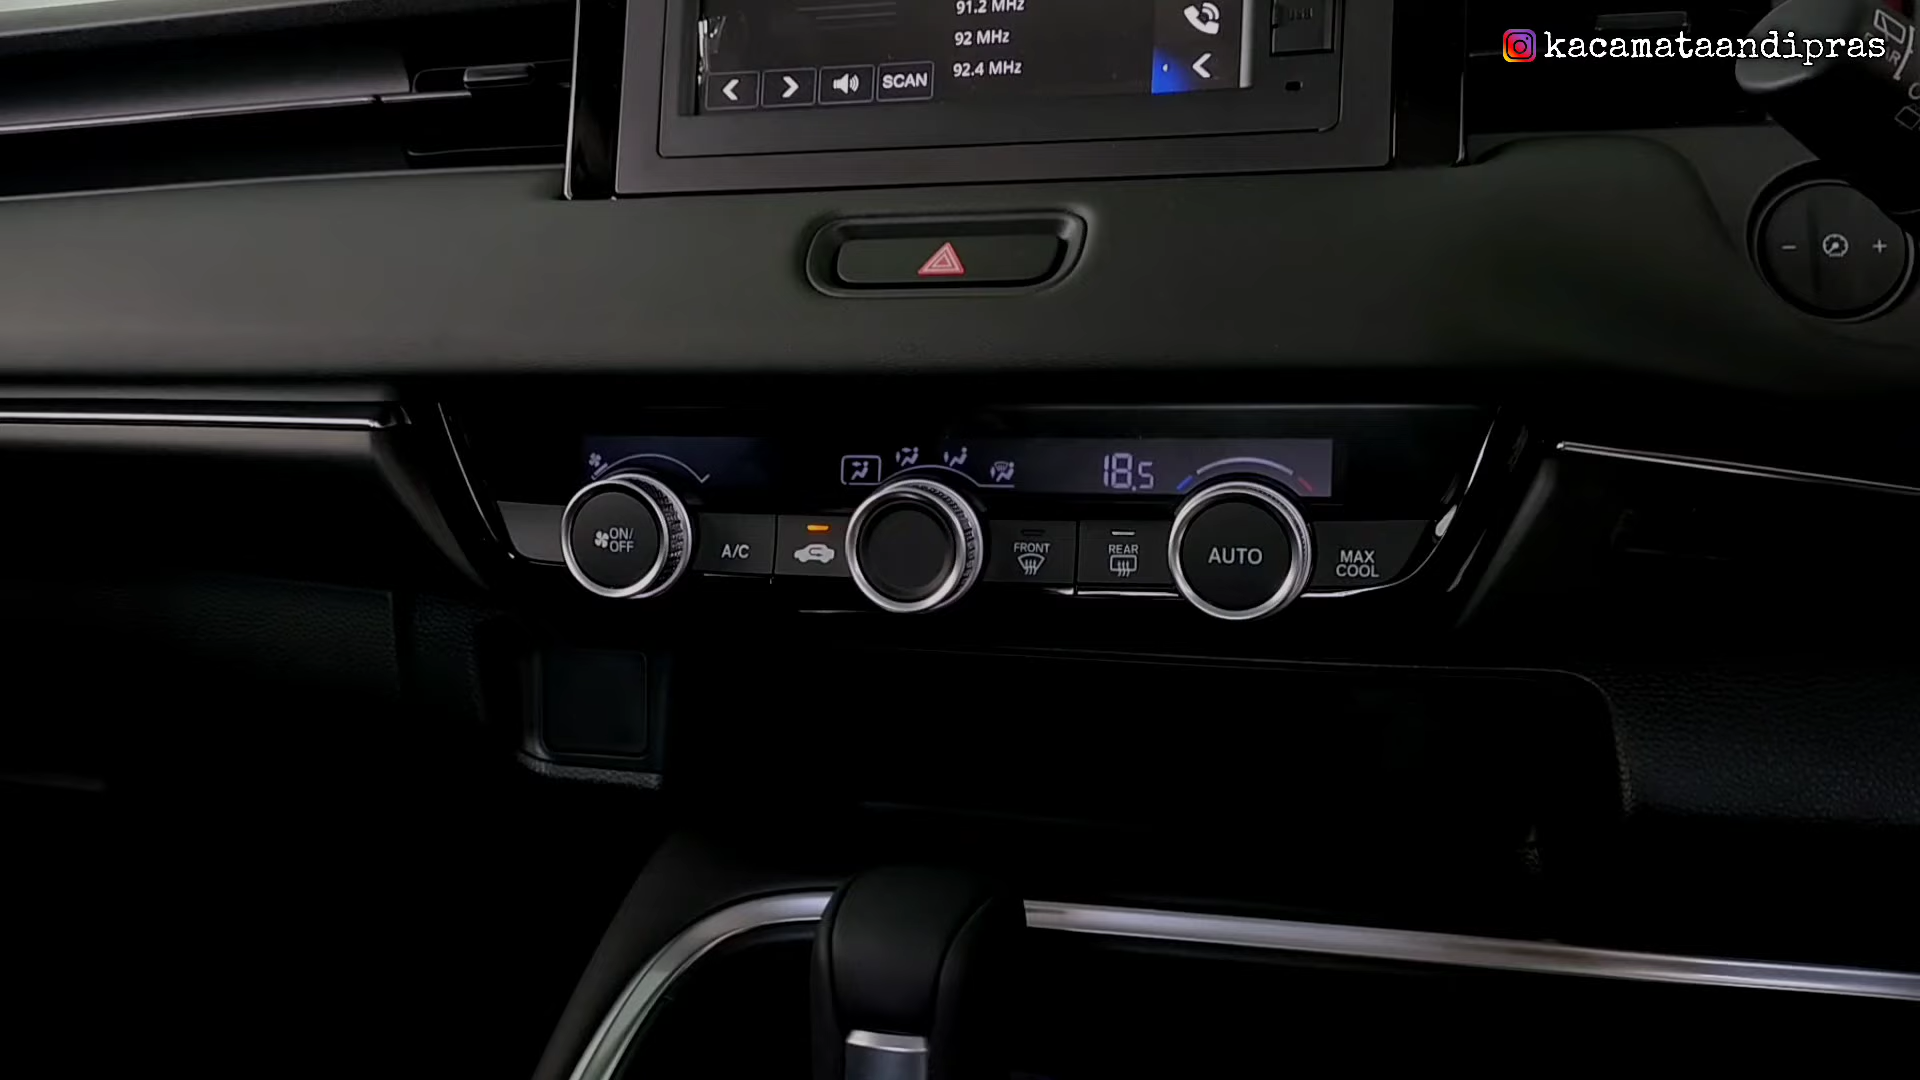 91.2 MHz
92 MHz
92.4 MHz
SCAN
kacamataandipras
ON/
OFF
A/C
18.5
FRONT
REAR
AUTO
MAX
COOL